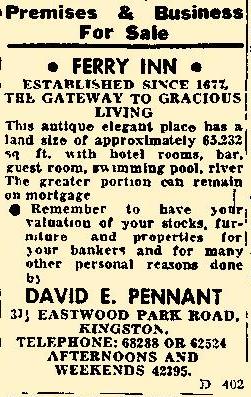 Premises & Business
For Sale
• FERRY INN •
ESTABLISHED SINCE 1677
THE GATEWAY TO GRACIOUS
LIVING
This antique elegant place has a
land size of approximately 65,232
sq ft. with hotel rooms, bar,
guest room, swimming pool, river
The greater portion can remain
on mortgage
• Remember to have your
valuation of your stocks, fur-
niture and properties for
your bankers and for many
other personal reasons done
by
DAVID E. PENNANT
31½ EASTWOOD PARK ROAD,
KINGSTON.
TELEPHONE: 68288 OR 62524
AFTERNOONS AND
WEEKENDS 42395.
D 402